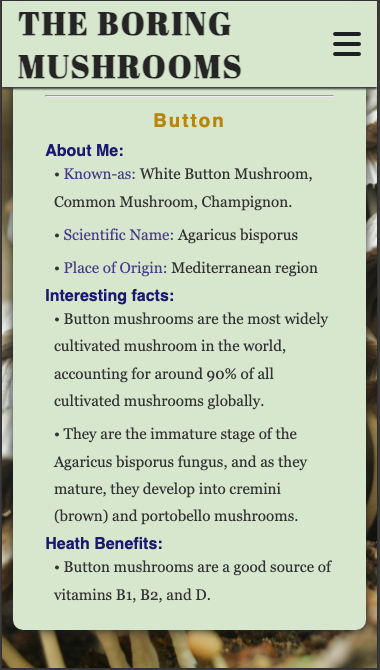 THE BORING
MUSHROOMS
Button
About Me:
• Known-as: White Button Mushroom,
Common Mushroom, Champignon.
• Scientific Name: Agaricus bisporus
• Place of Origin: Mediterranean region
Interesting facts:
• Button mushrooms are the most widely
cultivated mushroom in the world,
accounting for around 90% of all
cultivated mushrooms globally.
• They are the immature stage of the
Agaricus bisporus fungus, and as they
mature, they develop into cremini
(brown) and portobello mushrooms.
Heath Benefits:
• Button mushrooms are a good source of
vitamins B1, B2, and D.